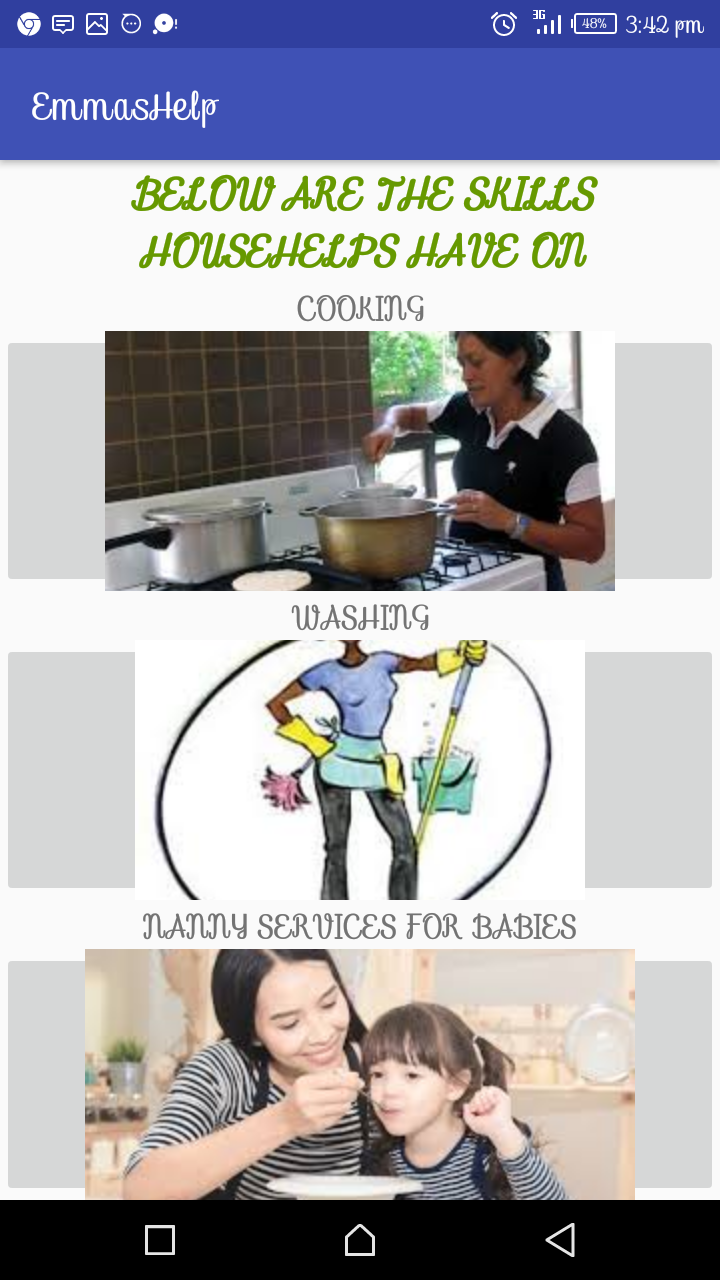 3G 48% 3:42 pm
EmmasHelp
BELOW ARE THE SKILLS
HOUSEHELPS HAVE ON
COOKING
WASHING
NANNY SERVICES FOR BABIES